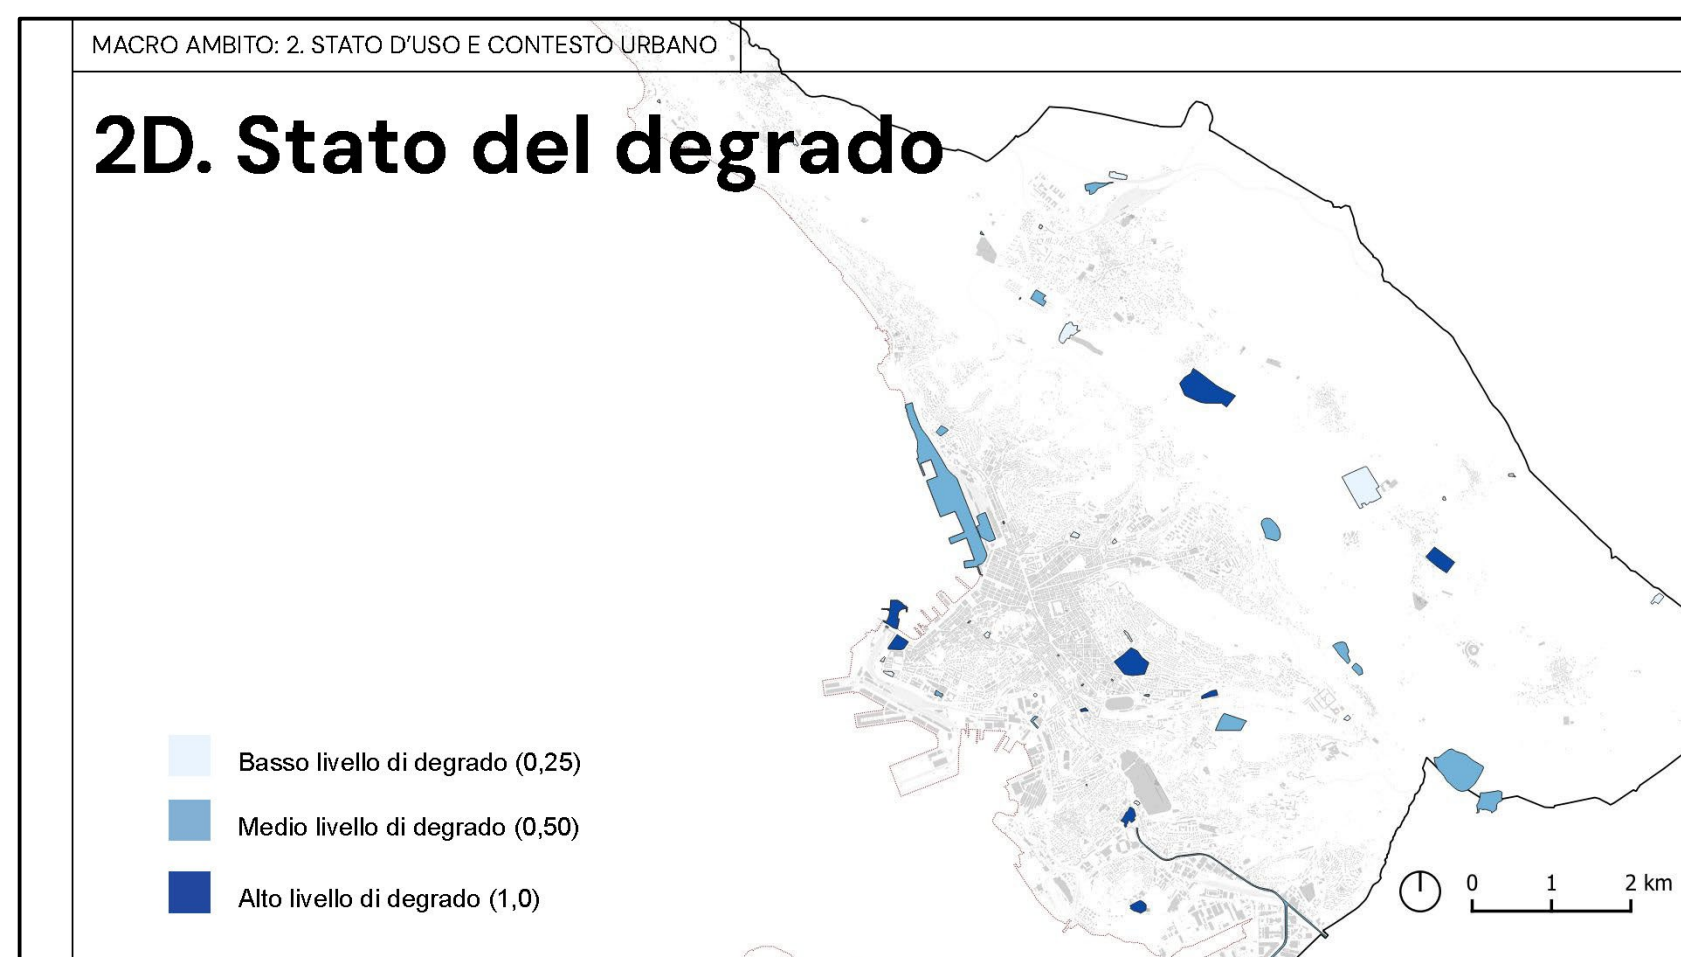 MACRO AMBITO: 2. STATO D'USO E CONTESTO URBANO
2D. Stato del degrado
Basso livello di degrado (0,25)
Medio livello di degrado (0,50)
Alto livello di degrado (1,0)
0 1 2 km